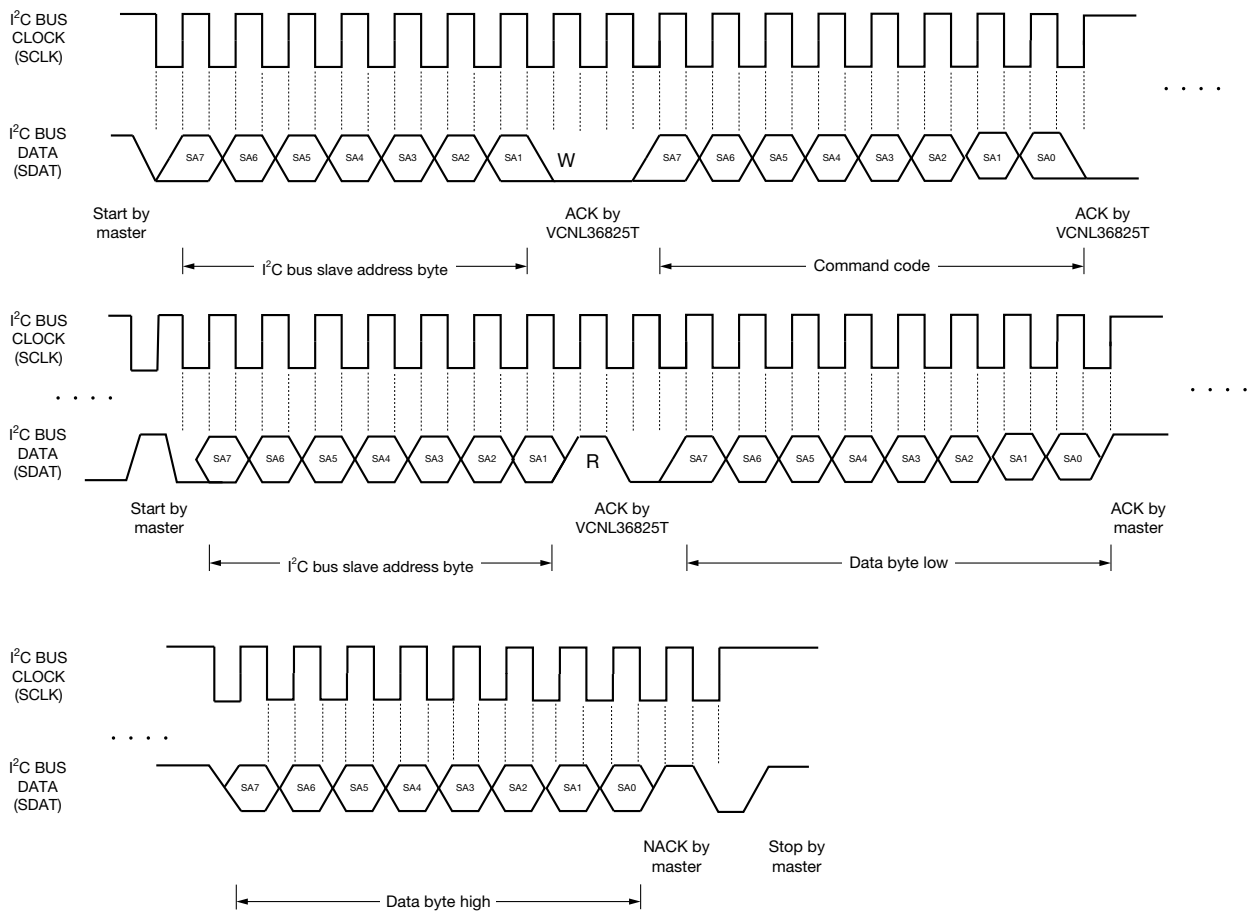 I²C BUS
CLOCK
(SCLK)
. . . .
I²C BUS
DATA
(SDAT)
SA7 SA6 SA5 SA4 SA3 SA2 SA1 W SA7 SA6 SA5 SA4 SA3 SA2 SA1 SA0
Start by
master
ACK by
VCNL36825T
ACK by
VCNL36825T
I²C bus slave address byte
Command code
I²C BUS
CLOCK
(SCLK)
. . . .
. . . .
I²C BUS
DATA
(SDAT)
SA7 SA6 SA5 SA4 SA3 SA2 SA1 R SA7 SA6 SA5 SA4 SA3 SA2 SA1 SA0
Start by
master
ACK by
VCNL36825T
ACK by
master
I²C bus slave address byte
Data byte low
I²C BUS
CLOCK
(SCLK)
. . . .
I²C BUS
DATA
(SDAT)
SA7 SA6 SA5 SA4 SA3 SA2 SA1 SA0
NACK by
master
Stop by
master
Data byte high